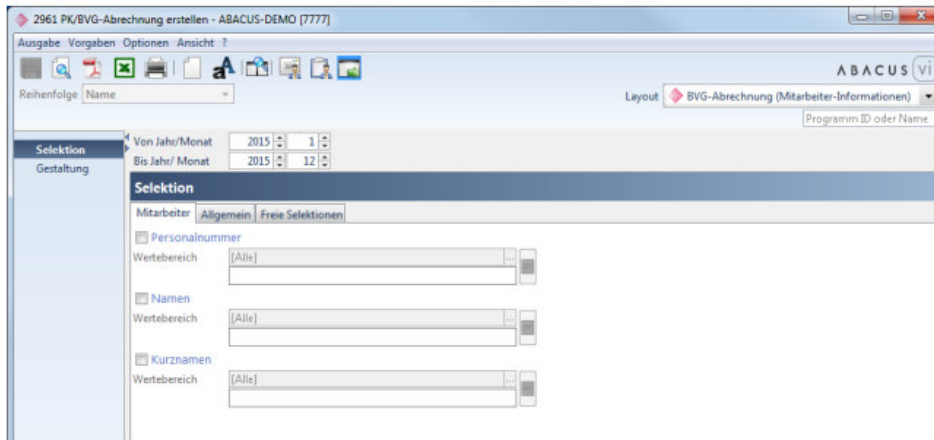 2961 PK/BVG-Abrechnung erstellen - ABACUS-DEMO [7777]
Ausgabe Vorgaben Optionen Ansicht ?
ABACUS vi
Reihenfolge Name
Layout BVG-Abrechnung (Mitarbeiter-Informationen)
Programm ID oder Name
Selektion
Gestaltung
Von Jahr/Monat 2015 1
Bis Jahr/ Monat 2015 12
Selektion
Mitarbeiter Allgemein Freie Selektionen
Personalnummer
Wertebereich [Alle] ...
Namen
Wertebereich [Alle] ...
Kurznamen
Wertebereich [Alle] ...